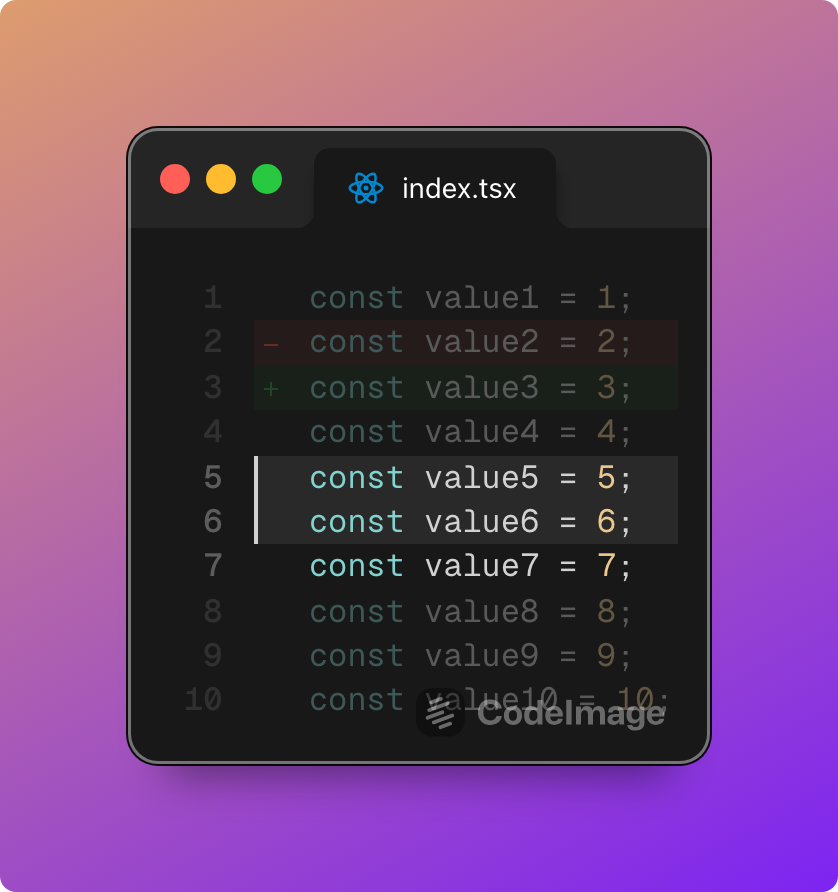 index.tsx
1 const value1 = 1;
2 - const value2 = 2;
3 + const value3 = 3;
4 const value4 = 4;
5 const value5 = 5;
6 const value6 = 6;
7 const value7 = 7;
8 const value8 = 8;
9 const value9 = 9;
10 const value10 = 10;
CodeImage